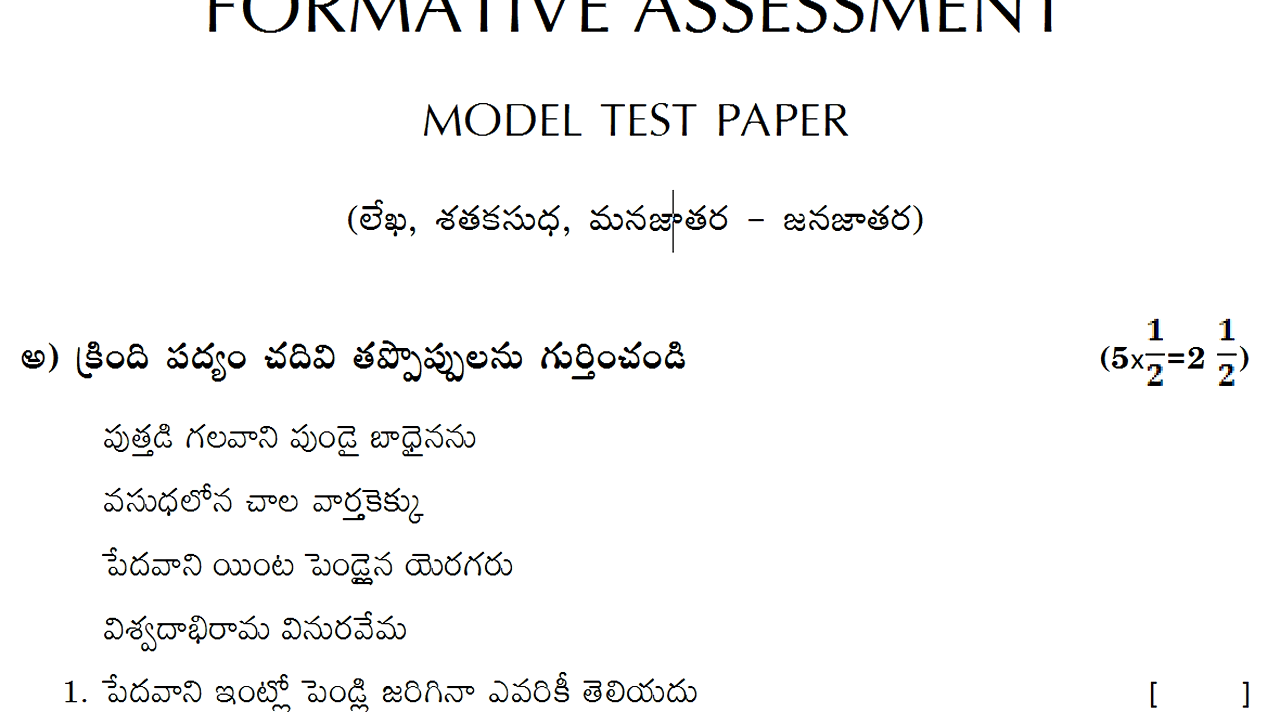 FORMATIVE ASSESSMENT
MODEL TEST PAPER
(లేఖ, శతకసుధ, మనజాతర – జనజాతర)
అ) క్రింది పద్యం చదివి తప్పొప్పులను గుర్తించండి (5x1/2=2 1/2)
పుత్తడి గలవాని పుండై బాధైనను
వసుధలోన చాల వార్తకెక్కు
పేదవాని యింట పెండ్లైన యెరగరు
విశ్వదాభిరామ వినురవేమ
1. పేదవాని ఇంట్లో పెండ్లి జరిగినా ఎవరికీ తెలియదు [ ]